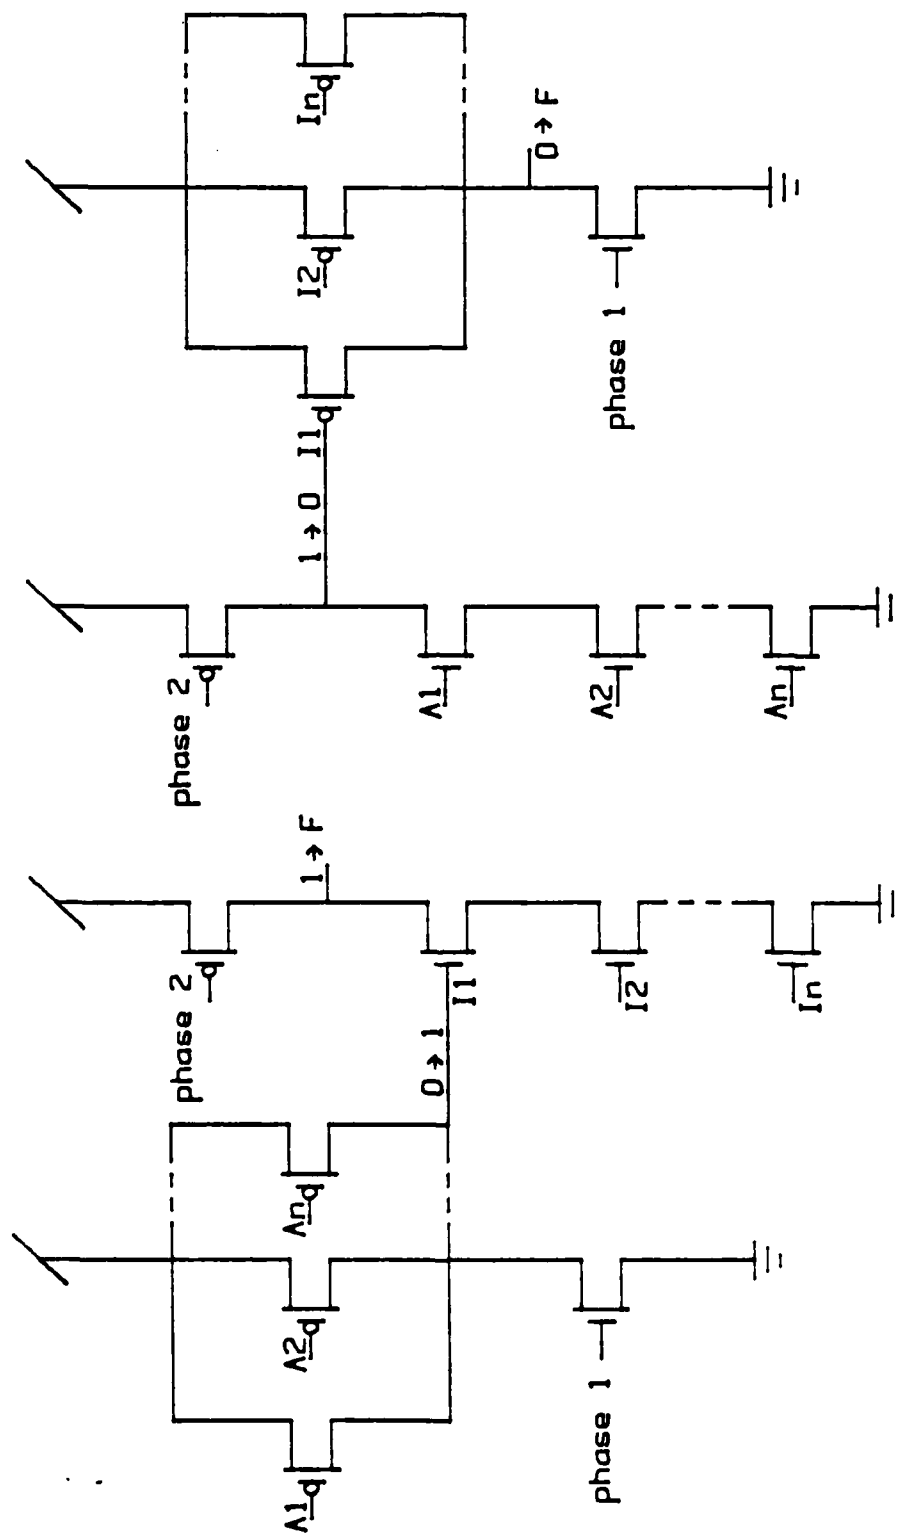 A1
A2
An
phase 1
0→1
phase 2
1→F
I1
I2
In
phase 2
1→0
A1
A2
An
I1
I2
In
0→F
phase 1